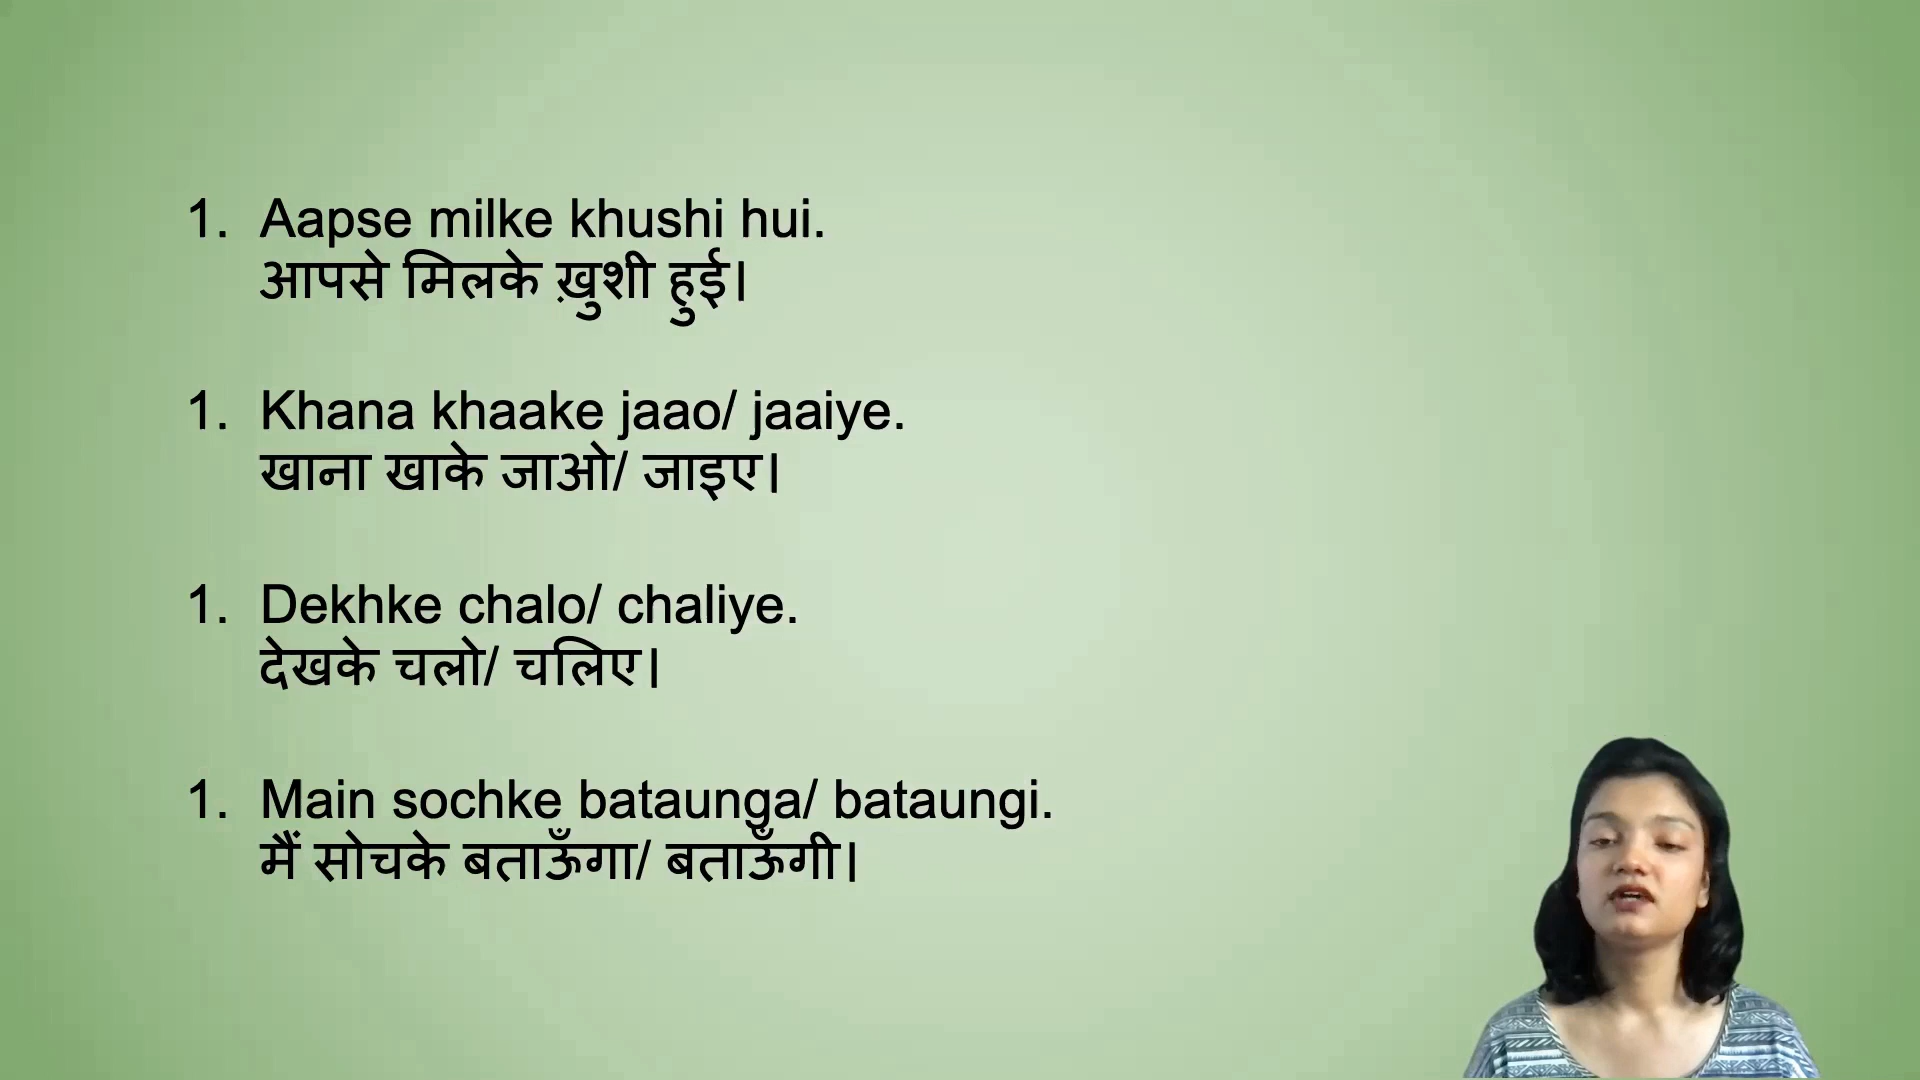 1. Aapse milke khushi hui.
आपसे मिलके ख़ुशी हुई।
1. Khana khaake jaao/ jaaiye.
खाना खाके जाओ/ जाइए।
1. Dekhke chalo/ chaliye.
देखके चलो/ चलिए।
1. Main sochke bataunga/ bataungi.
मैं सोचके बताऊँगा/ बताऊँगी।